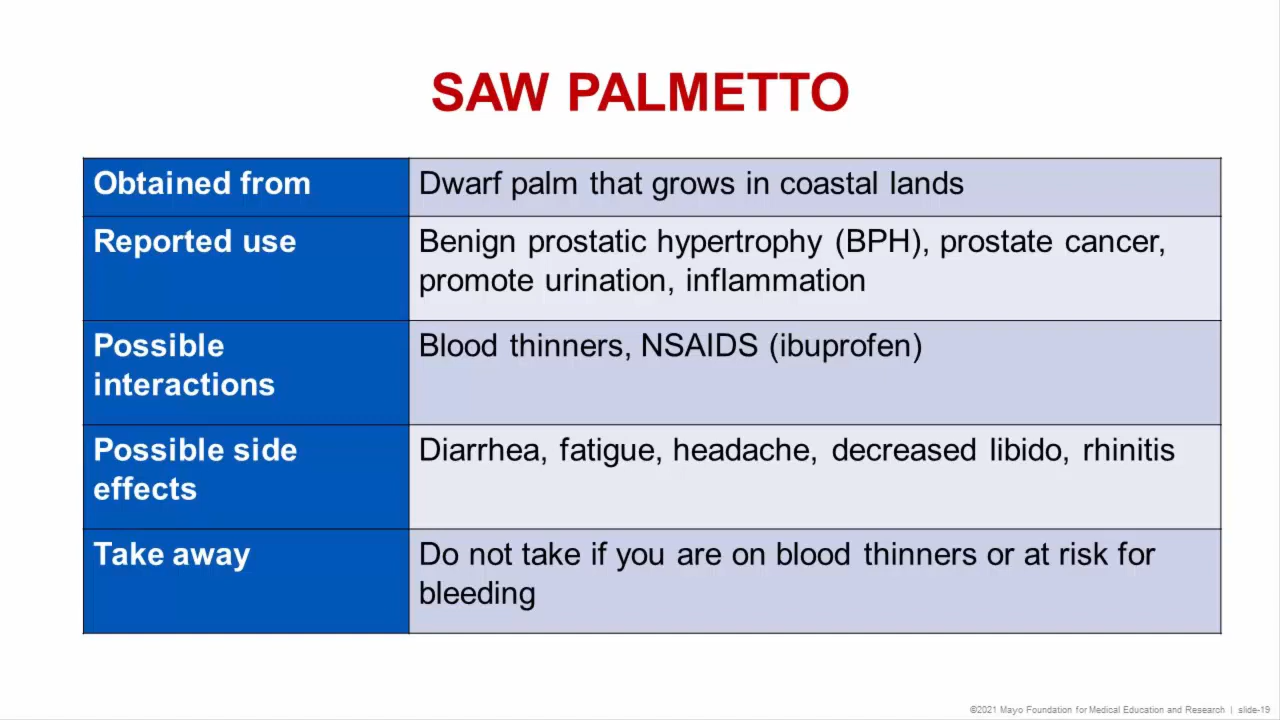 SAW PALMETTO
Obtained from
Dwarf palm that grows in coastal lands
Reported use
Benign prostatic hypertrophy (BPH), prostate cancer,
promote urination, inflammation
Possible
interactions
Blood thinners, NSAIDS (ibuprofen)
Possible side
effects
Diarrhea, fatigue, headache, decreased libido, rhinitis
Take away
Do not take if you are on blood thinners or at risk for
bleeding
©2021 Mayo Foundation for Medical Education and Research | slide-19